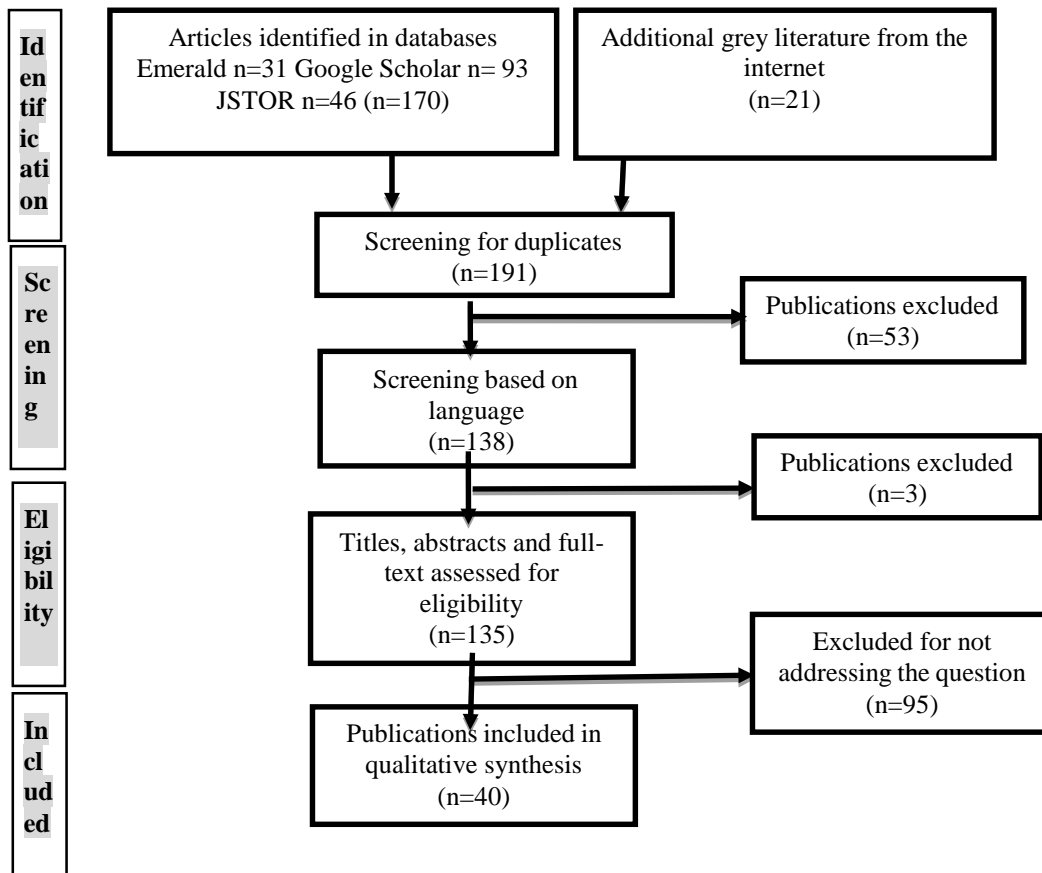 Id
en
tif
ic
ati
on
Articles identified in databases
Emerald n=31 Google Scholar n= 93
JSTOR n=46 (n=170)
Additional grey literature from the
internet
(n=21)
Screening for duplicates
(n=191)
Sc
re
en
in
g
Publications excluded
(n=53)
Screening based on
language
(n=138)
Publications excluded
(n=3)
El
igi
bil
ity
Titles, abstracts and full-
text assessed for
eligibility
(n=135)
Excluded for not
addressing the question
(n=95)
In
cl
ud
ed
Publications included in
qualitative synthesis
(n=40)